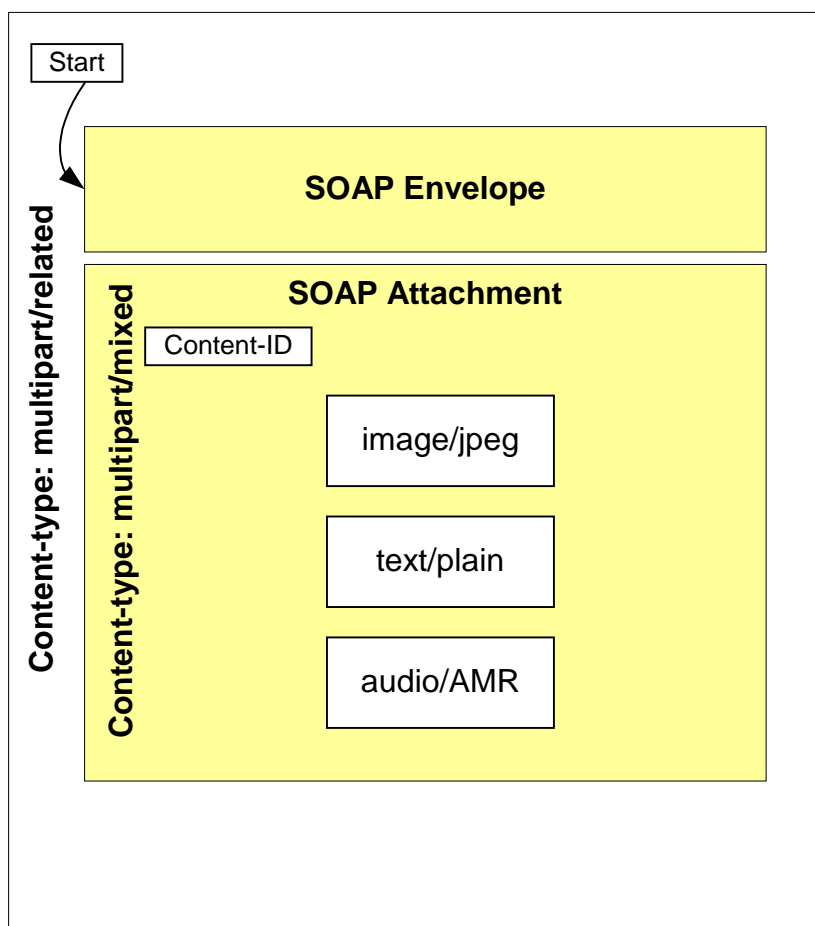 Start
SOAP Envelope
Content-type: multipart/related
SOAP Attachment
Content-type: multipart/mixed
Content-ID
image/jpeg
text/plain
audio/AMR